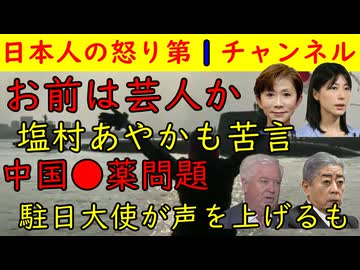 日本人の怒り第1チャンネル
お前は芸人か
塩村あやかも苦言
中国●薬問題
駐日大使が声を上げるも